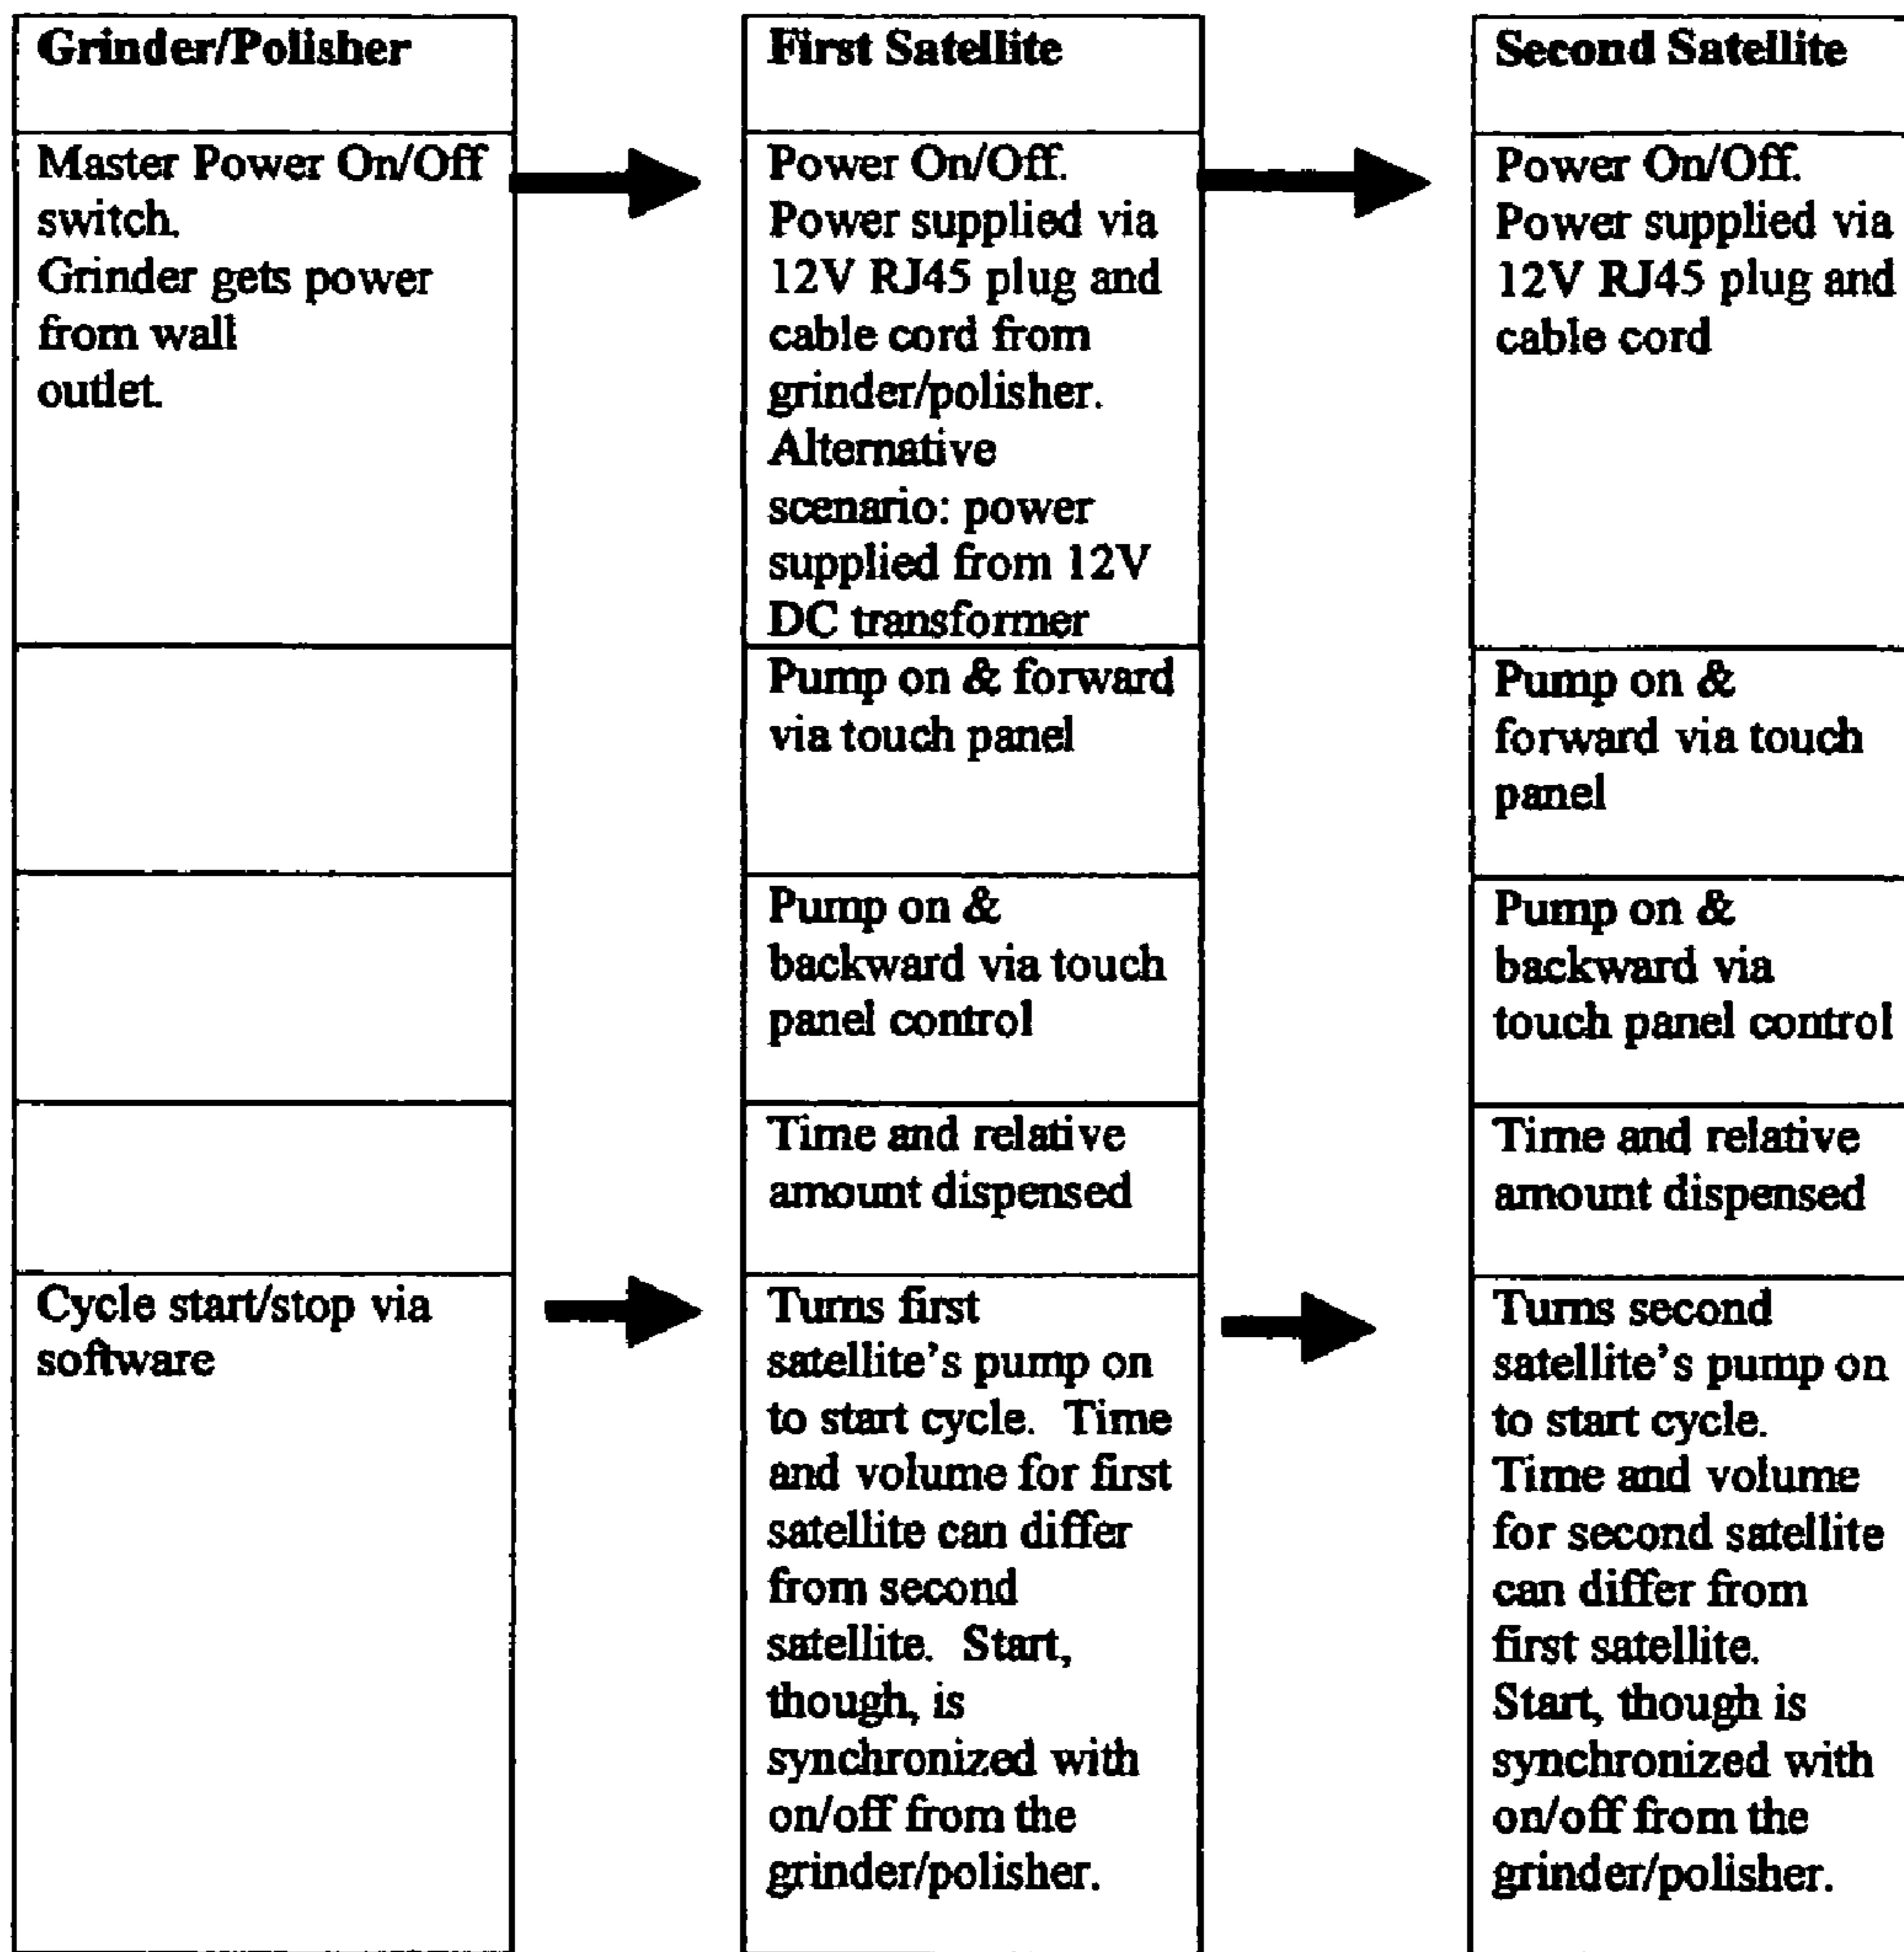 Grinder/Polisher
Master Power On/Off
switch.
Grinder gets power
from wall
outlet.
Cycle start/stop via
software
First Satellite
Power On/Off.
Power supplied via
12V RJ45 plug and
cable cord from
grinder/polisher.
Alternative
scenario: power
supplied from 12V
DC transformer
Pump on & forward
via touch panel
Pump on &
backward via touch
panel control
Time and relative
amount dispensed
Turns first
satellite's pump on
to start cycle. Time
and volume for first
satellite can differ
from second
satellite. Start,
though, is
synchronized with
on/off from the
grinder/polisher.
Second Satellite
Power On/Off.
Power supplied via
12V RJ45 plug and
cable cord
Pump on &
forward via touch
panel
Pump on &
backward via
touch panel control
Time and relative
amount dispensed
Turns second
satellite's pump on
to start cycle.
Time and volume
for second satellite
can differ from
first satellite.
Start, though is
synchronized with
on/off from the
grinder/polisher.